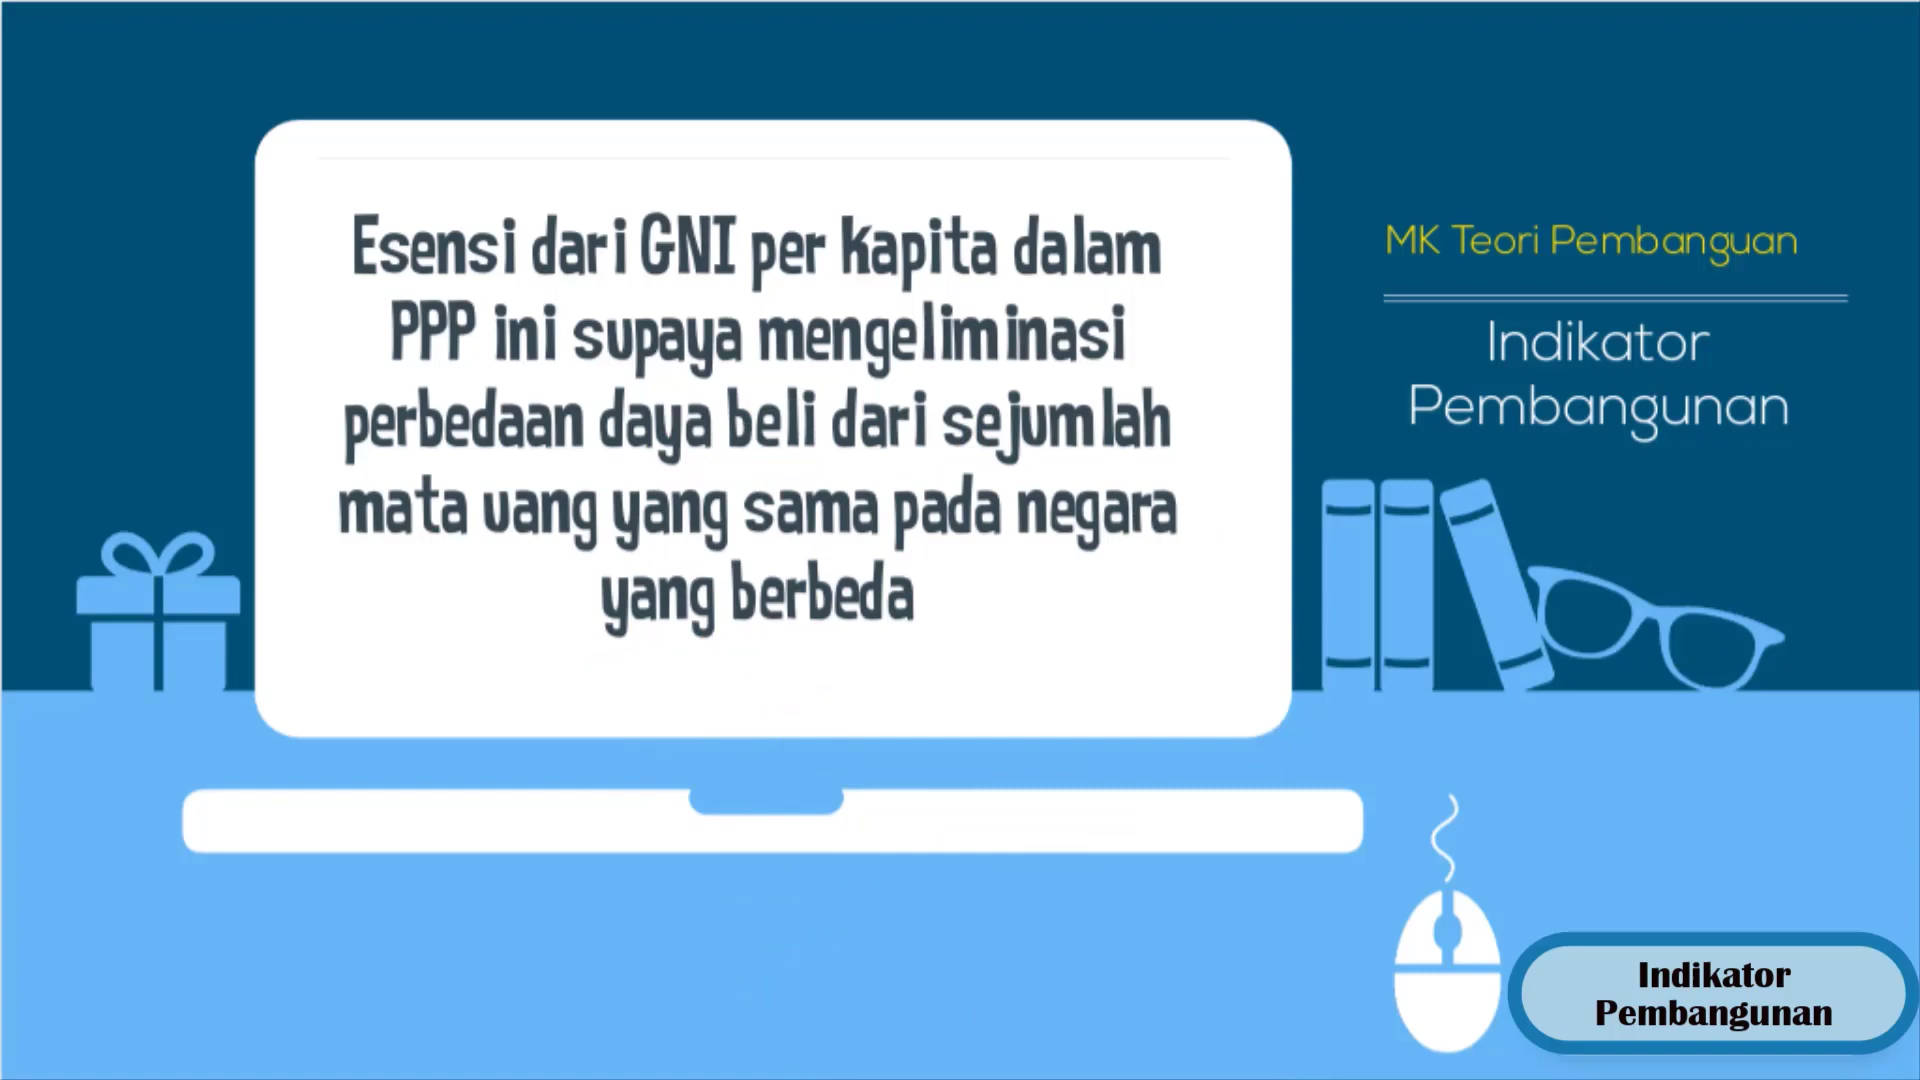 Esensi dari GNI per kapita dalam
PPP ini supaya mengeliminasi
perbedaan daya beli dari sejumlah
mata uang yang sama pada negara
yang berbeda
MK Teori Pembanguan
Indikator
Pembangunan
Indikator
Pembangunan